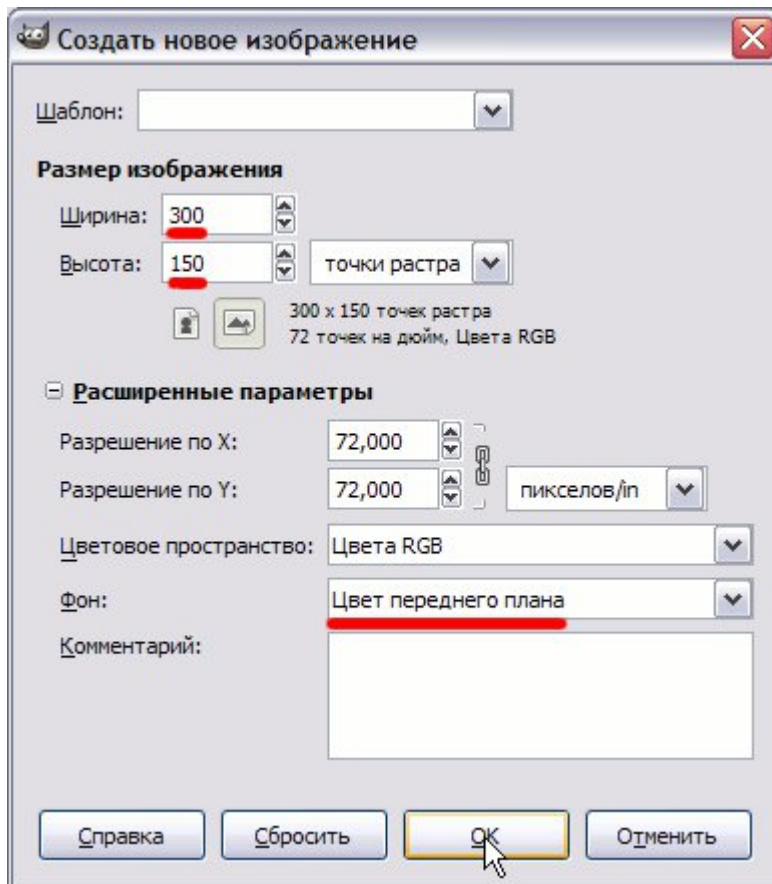 Создать новое изображение
Шаблон:
Размер изображения
Ширина: 300
Высота: 150 точки растра
300 x 150 точек растра
72 точек на дюйм, Цвета RGB
Расширенные параметры
Разрешение по X: 72,000
Разрешение по Y: 72,000 пикселов/in
Цветовое пространство: Цвета RGB
Фон: Цвет переднего плана
Комментарий:
Справка Сбросить OK Отменить